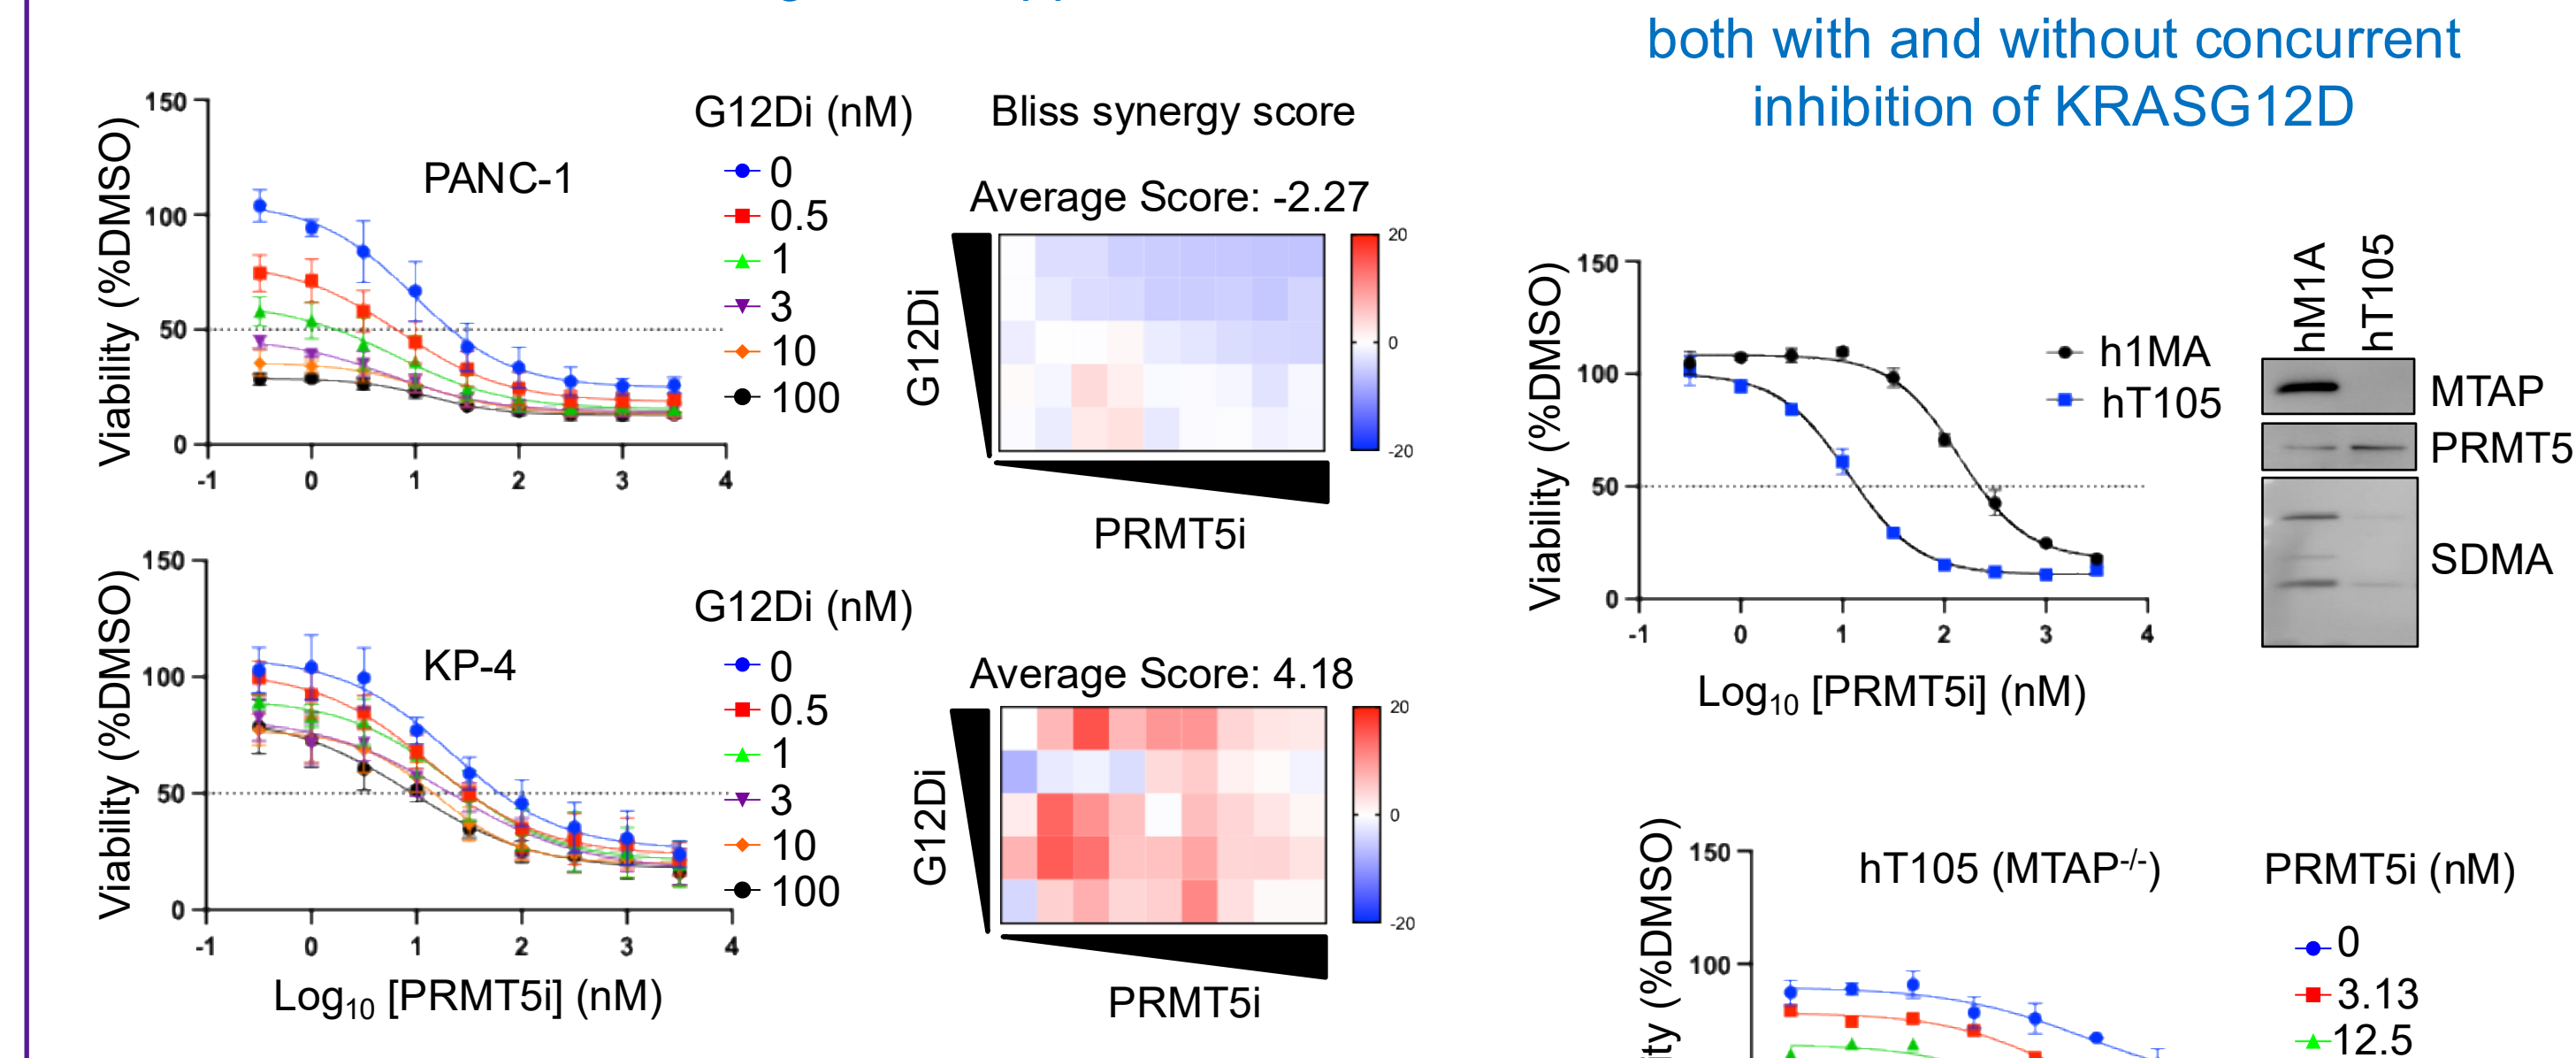 both with and without concurrent
inhibition of KRASG12D
Viability (%DMSO)
150
100
50
0
-1 0 1 2 3 4
PANC-1
G12Di (nM)
0
0.5
1
3
10
100
Bliss synergy score
Average Score: -2.27
G12Di
PRMT5i
20
0
-20
Viability (%DMSO)
150
100
50
0
-1 0 1 2 3 4
Log10 [PRMT5i] (nM)
KP-4
G12Di (nM)
0
0.5
1
3
10
100
Average Score: 4.18
G12Di
PRMT5i
20
0
-20
Viability (%DMSO)
150
100
50
0
-1 0 1 2 3 4
Log10 [PRMT5i] (nM)
h1MA
hT105
hM1A
hT105
MTAP
PRMT5
SDMA
ity (%DMSO)
150
100
hT105 (MTAP-/-)
PRMT5i (nM)
0
3.13
12.5